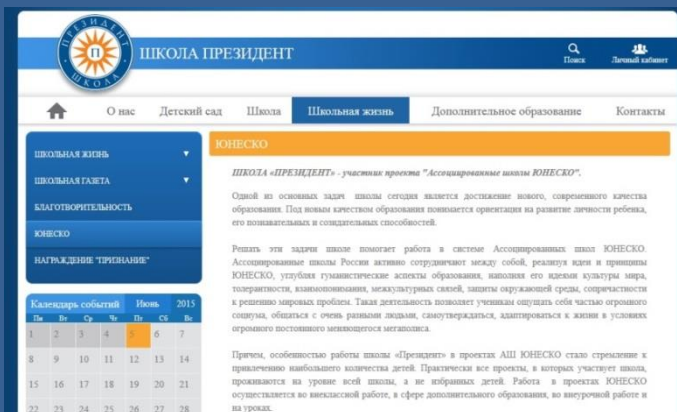 ПРЕЗИДЕНТ
П
ШКОЛА
ШКОЛА ПРЕЗИДЕНТ
Поиск
Личный кабинет
О нас
Детский сад
Школа
Школьная жизнь
Дополнительное образование
Контакты
ШКОЛЬНАЯ ЖИЗНЬ
ШКОЛЬНАЯ ГАЗЕТА
БЛАГОТВОРИТЕЛЬНОСТЬ
ЮНЕСКО
НАГРАЖДЕНИЕ "ПРИЗНАНИЕ"
Календарь событий Июнь 2015
Пн Вт Ср Чт Пт Сб Вс
1 2 3 4 5 6 7
8 9 10 11 12 13 14
15 16 17 18 19 20 21
22 23 24 25 26 27 28
ЮНЕСКО
ШКОЛА «ПРЕЗИДЕНТ» - участник проекта "Ассоциированные школы ЮНЕСКО".
Одной из основных задач школы сегодня является достижение нового, современного качества
образования. Под новым качеством образования понимается ориентация на развитие личности ребенка,
его познавательных и созидательных способностей.
Решать эти задачи школе помогает работа в системе Ассоциированных школ ЮНЕСКО.
Ассоциированные школы России активно сотрудничают между собой, реализуя идеи и принципы
ЮНЕСКО, углубляя гуманистические аспекты образования, наполняя его идеями культуры мира,
толерантности, взаимопонимания, межкультурных связей, защиты окружающей среды, сопричастности
к решению мировых проблем. Такая деятельность позволяет ученикам ощущать себя частью огромного
социума, общаться с очень разными людьми, самоутверждаться, адаптироваться к жизни в условиях
огромного постоянного меняющегося мегаполиса.
Причем, особенностью работы школы «Президент» в проектах АШ ЮНЕСКО стало стремление к
привлечению наибольшего количества детей. Практически все проекты, в которых участвует школа,
проживаются на уровне всей школы, а не избранных детей. Работа в проектах ЮНЕСКО
осуществляется во внеклассной работе, в сфере дополнительного образования, во внеурочной работе и
на уроках.